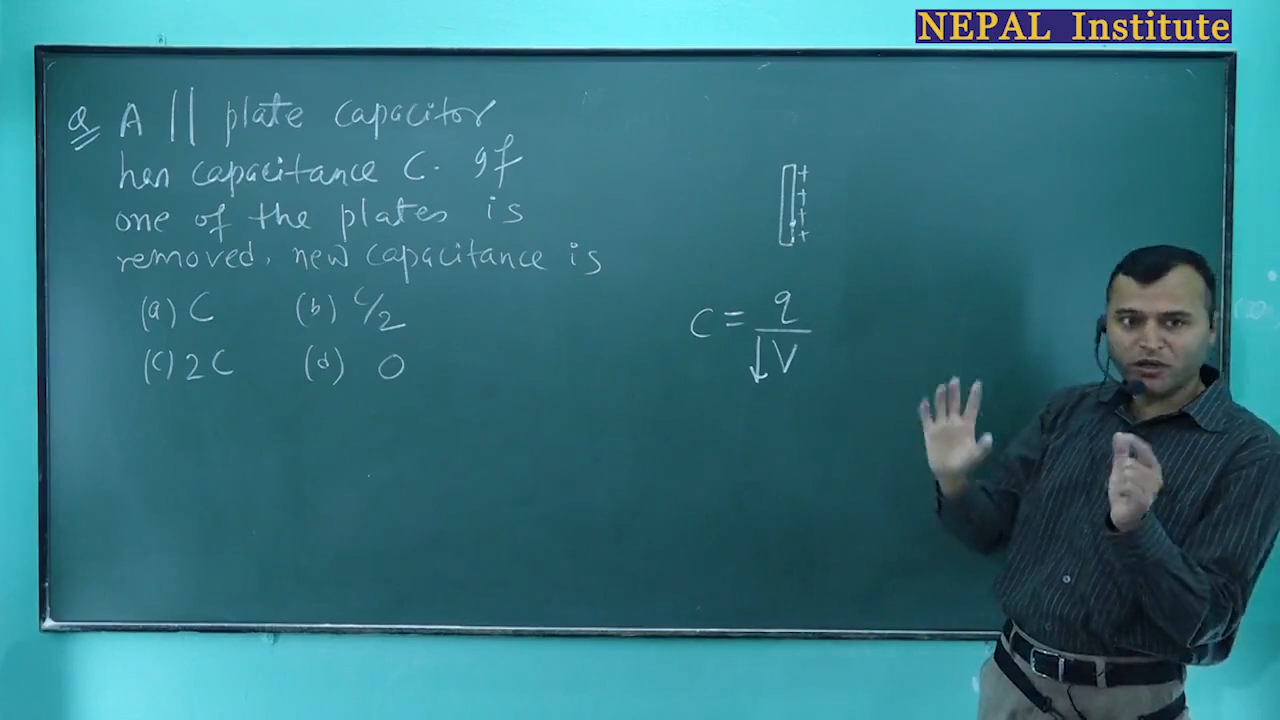 NEPAL Institute
Q A || plate capacitor
has capacitance C. If
one of the plates is
removed, new capacitance is
(a) C (b) C/2
(c) 2C (d) 0
+
+
+
+
C = q
V